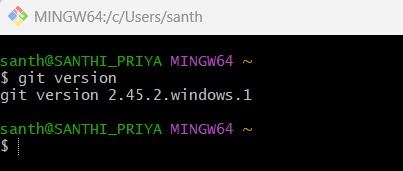 MINGW64:/c/Users/santh
santh@SANTHI_PRIYA MINGW64 ~
$ git version
git version 2.45.2.windows.1
santh@SANTHI_PRIYA MINGW64 ~
$